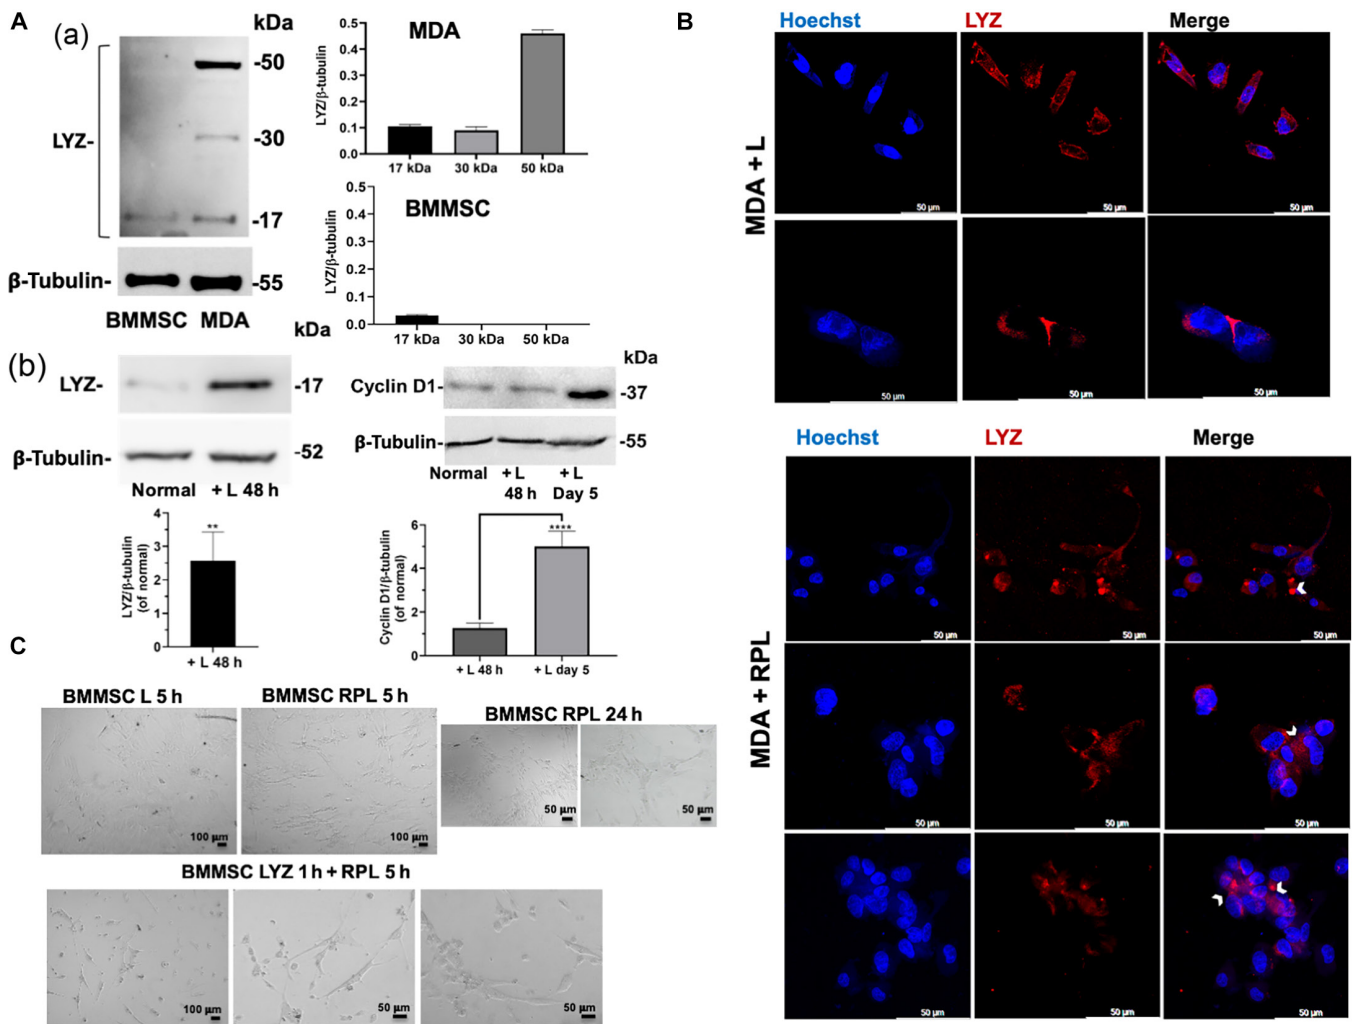 A
(a)
kDa
-50
LYZ-
-30
-17
β-Tubulin-
-55
BMMSC MDA
MDA
LYZ/β-tubulin
0.5
0.4
0.3
0.2
0.1
0.0
17 kDa 30 kDa 50 kDa
BMMSC
LYZ/β-tubulin
0.5
0.4
0.3
0.2
0.1
0.0
17 kDa 30 kDa 50 kDa
(b)
kDa
LYZ-
-17
β-Tubulin-
-52
Normal + L 48 h
LYZ/β-tubulin
(of normal)
4
3
2
1
0
**
+ L 48 h
kDa
Cyclin D1-
-37
β-Tubulin-
-55
Normal + L + L
48 h Day 5
Cyclin D1/β-tubulin
(of normal)
6
4
2
0
****
+ L 48 h + L day 5
C
BMMSC L 5 h
100 µm
BMMSC RPL 5 h
100 µm
BMMSC RPL 24 h
50 µm
50 µm
BMMSC LYZ 1 h + RPL 5 h
100 µm
50 µm
50 µm
B
Hoechst LYZ Merge
MDA + L
50 µm 50 µm 50 µm
50 µm 50 µm 50 µm
Hoechst LYZ Merge
MDA + RPL
50 µm 50 µm 50 µm
50 µm 50 µm 50 µm
50 µm 50 µm 50 µm